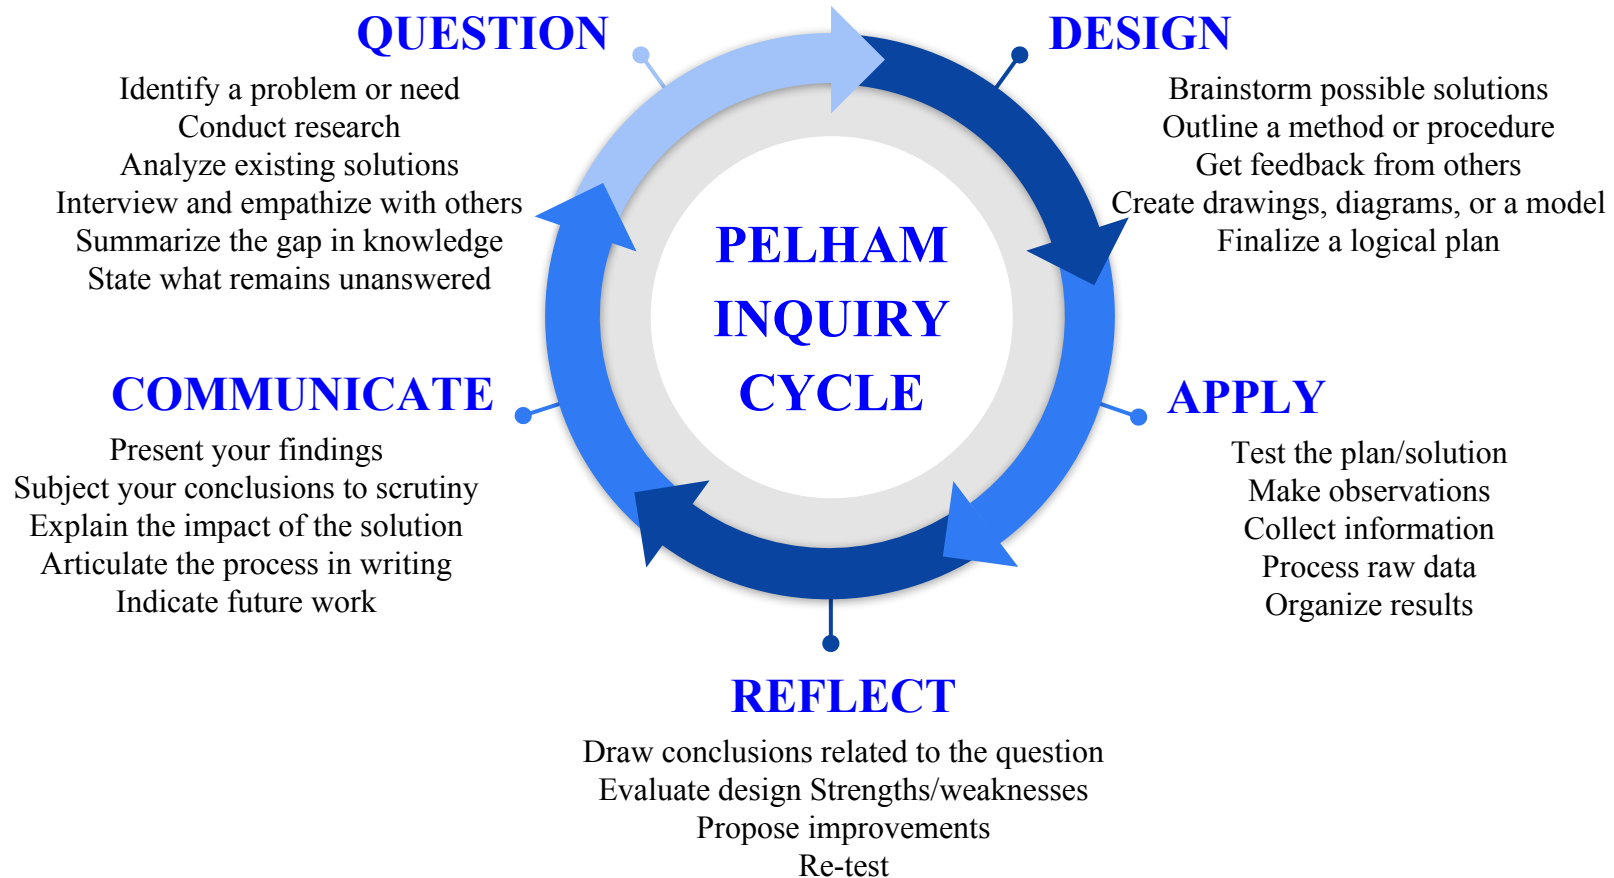 QUESTION
Identify a problem or need
Conduct research
Analyze existing solutions
Interview and empathize with others
Summarize the gap in knowledge
State what remains unanswered
DESIGN
Brainstorm possible solutions
Outline a method or procedure
Get feedback from others
Create drawings, diagrams, or a model
Finalize a logical plan
PELHAM
INQUIRY
CYCLE
COMMUNICATE
Present your findings
Subject your conclusions to scrutiny
Explain the impact of the solution
Articulate the process in writing
Indicate future work
APPLY
Test the plan/solution
Make observations
Collect information
Process raw data
Organize results
REFLECT
Draw conclusions related to the question
Evaluate design Strengths/weaknesses
Propose improvements
Re-test